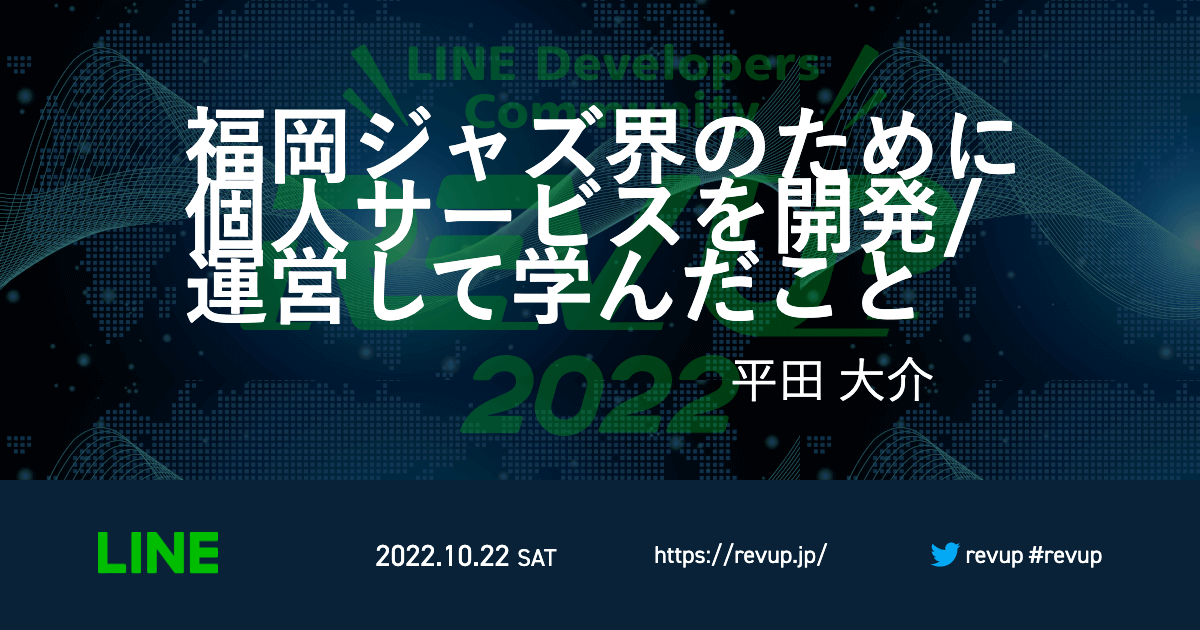 LINE Developers
Community
REV UP
2022
福岡ジャズ界のために
個人サービスを開発/
運営して学んだこと
平田 大介
LINE
2022.10.22 SAT
https://revup.jp/
revup #revup